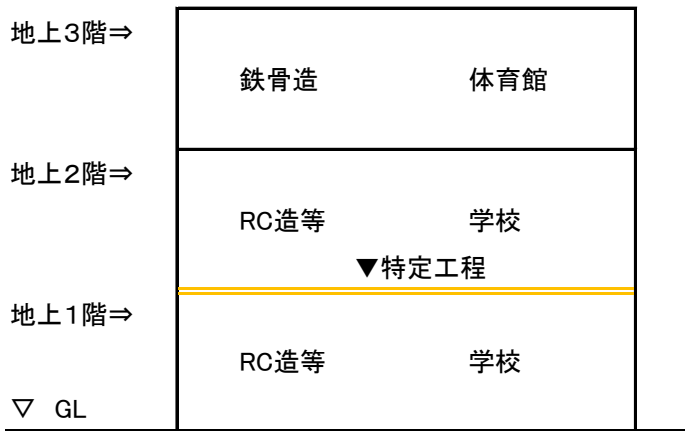 地上3階⇒
鉄骨造 体育館
地上2階⇒
RC造等 学校
▼特定工程
地上1階⇒
RC造等 学校
▽ GL